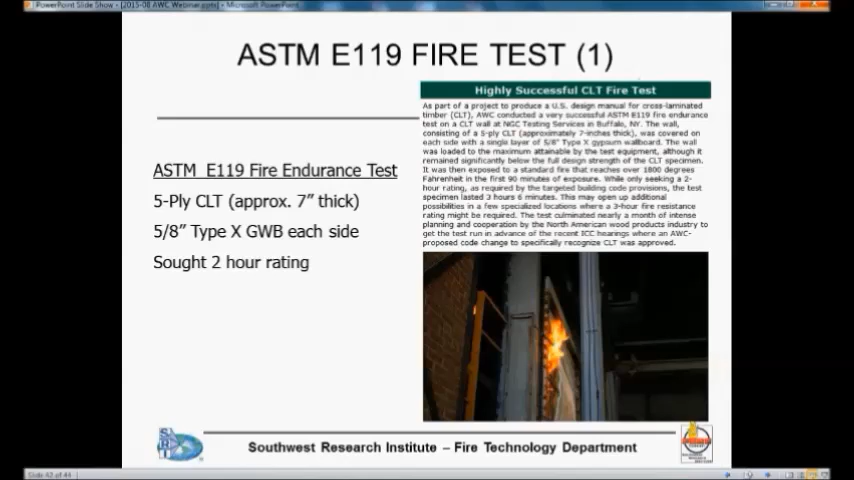 PowerPoint Slide Show - [2015-08 AWC Webinar.pptx] - Microsoft PowerPoint
ASTM E119 FIRE TEST (1)
Highly Successful CLT Fire Test
As part of a project to produce a U.S. design manual for cross-laminated
timber (CLT), AWC conducted a very successful ASTM E119 fire endurance
test on a CLT wall at NGC Testing Services in Buffalo, NY. The wall,
consisting of a 5-ply CLT (approximately 7-inches thick), was covered on
each side with a single layer of 5/8" Type X gypsum wallboard. The wall
was loaded to the maximum attainable by the test equipment, although it
remained significantly below the full design strength of the CLT specimen.
It was then exposed to a standard fire that reaches over 1800 degrees
Fahrenheit in the first 90 minutes of exposure. While only seeking a 2-
hour rating, as required by the targeted building code provisions, the test
specimen lasted 3 hours 6 minutes. This may open up additional
possibilities in a few specialized locations where a 3-hour fire resistance
rating might be required. The test culminated nearly a month of intense
planning and cooperation by the North American wood products industry to
get the test run in advance of the recent ICC hearings where an AWC-
proposed code change to specifically recognize CLT was approved.
ASTM E119 Fire Endurance Test
5-Ply CLT (approx. 7” thick)
5/8” Type X GWB each side
Sought 2 hour rating
Southwest Research Institute – Fire Technology Department
Slide 42 of 44